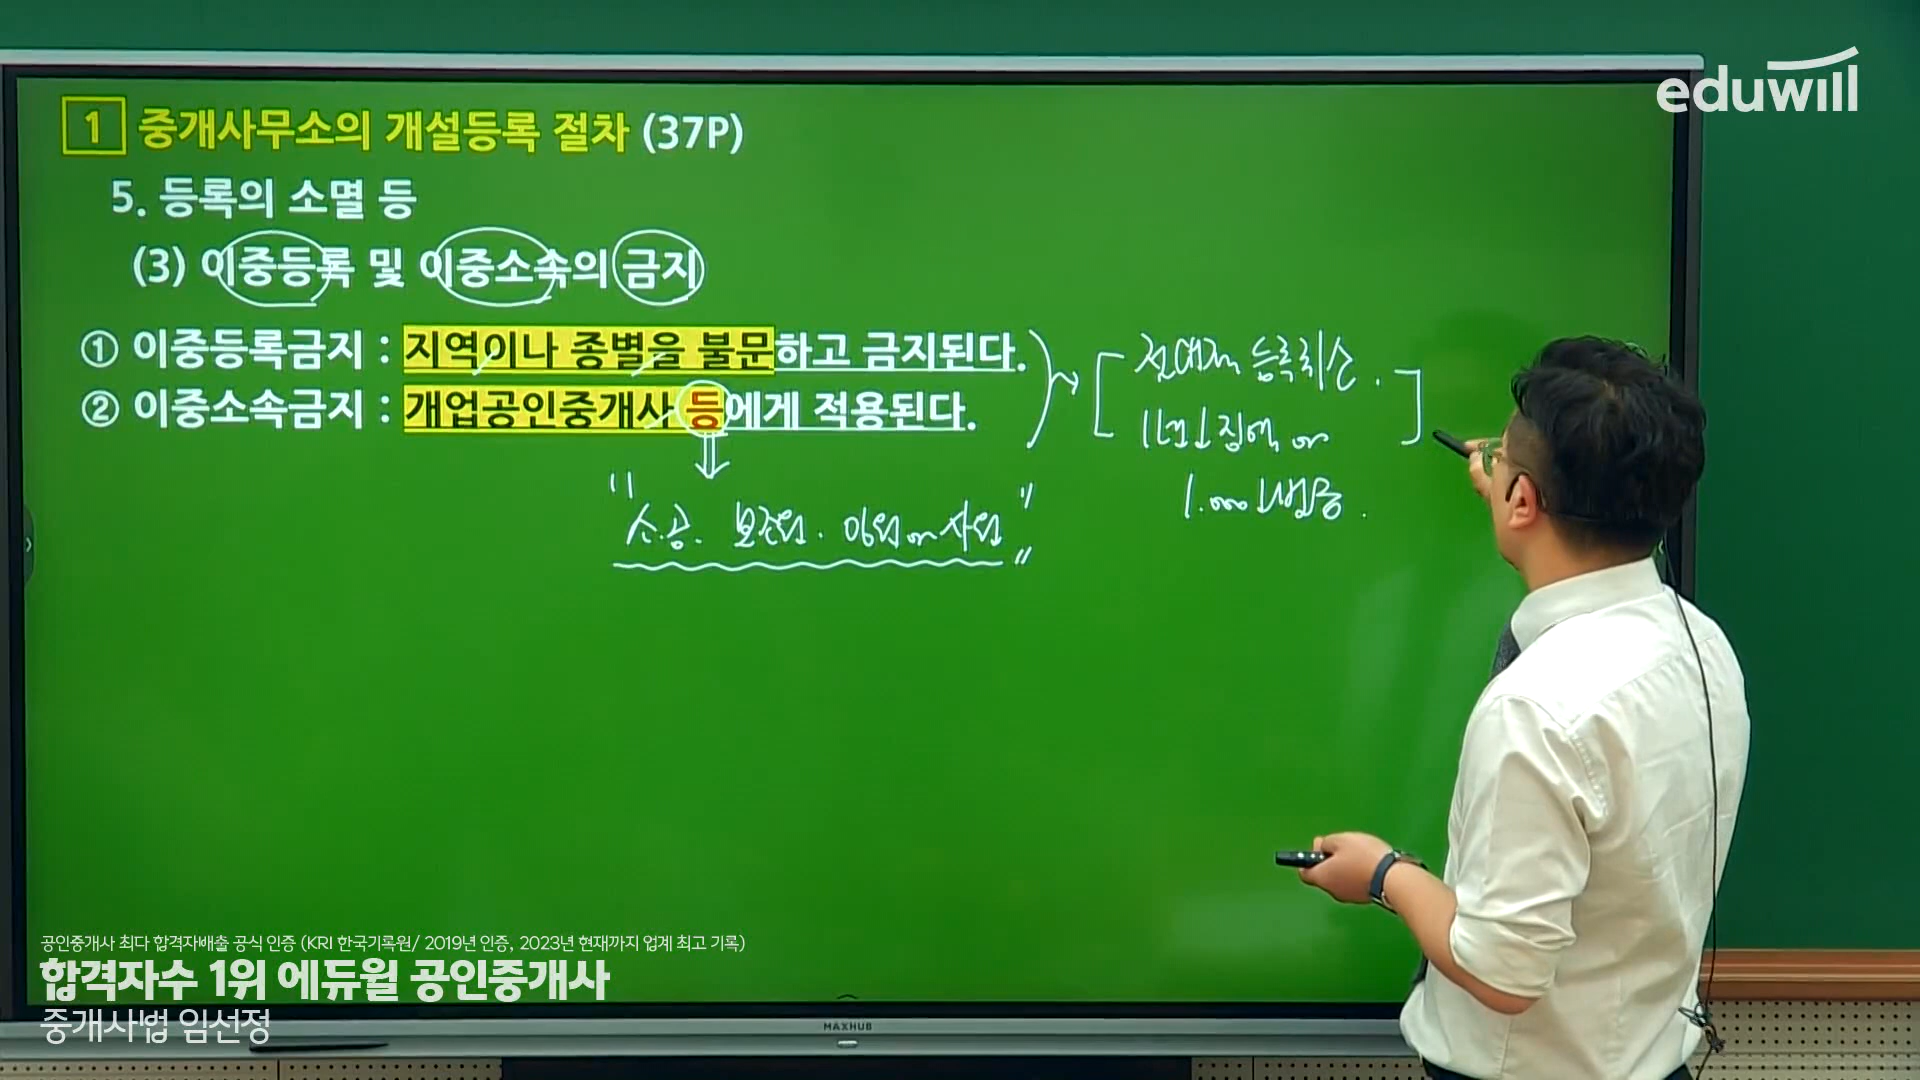 eduwill
1 중개사무소의 개설등록 절차 (37P)
5. 등록의 소멸 등
(3) 이중등록 및 이중소속의 금지
① 이중등록금지 : 지역이나 종별을 불문하고 금지된다.
② 이중소속금지 : 개업공인중개사 등에게 적용된다.
절대적 등록취소.
1년↓징역 or
1.000↓벌금.
"소.공. 보조원. 임원 or 사원"
공인중개사 최다 합격자배출 공식 인증 (KRI 한국기록원/ 2019년 인증, 2023년 현재까지 업계 최고 기록)
합격자수 1위 에듀윌 공인중개사
중개사법 임선정
MAXHUB